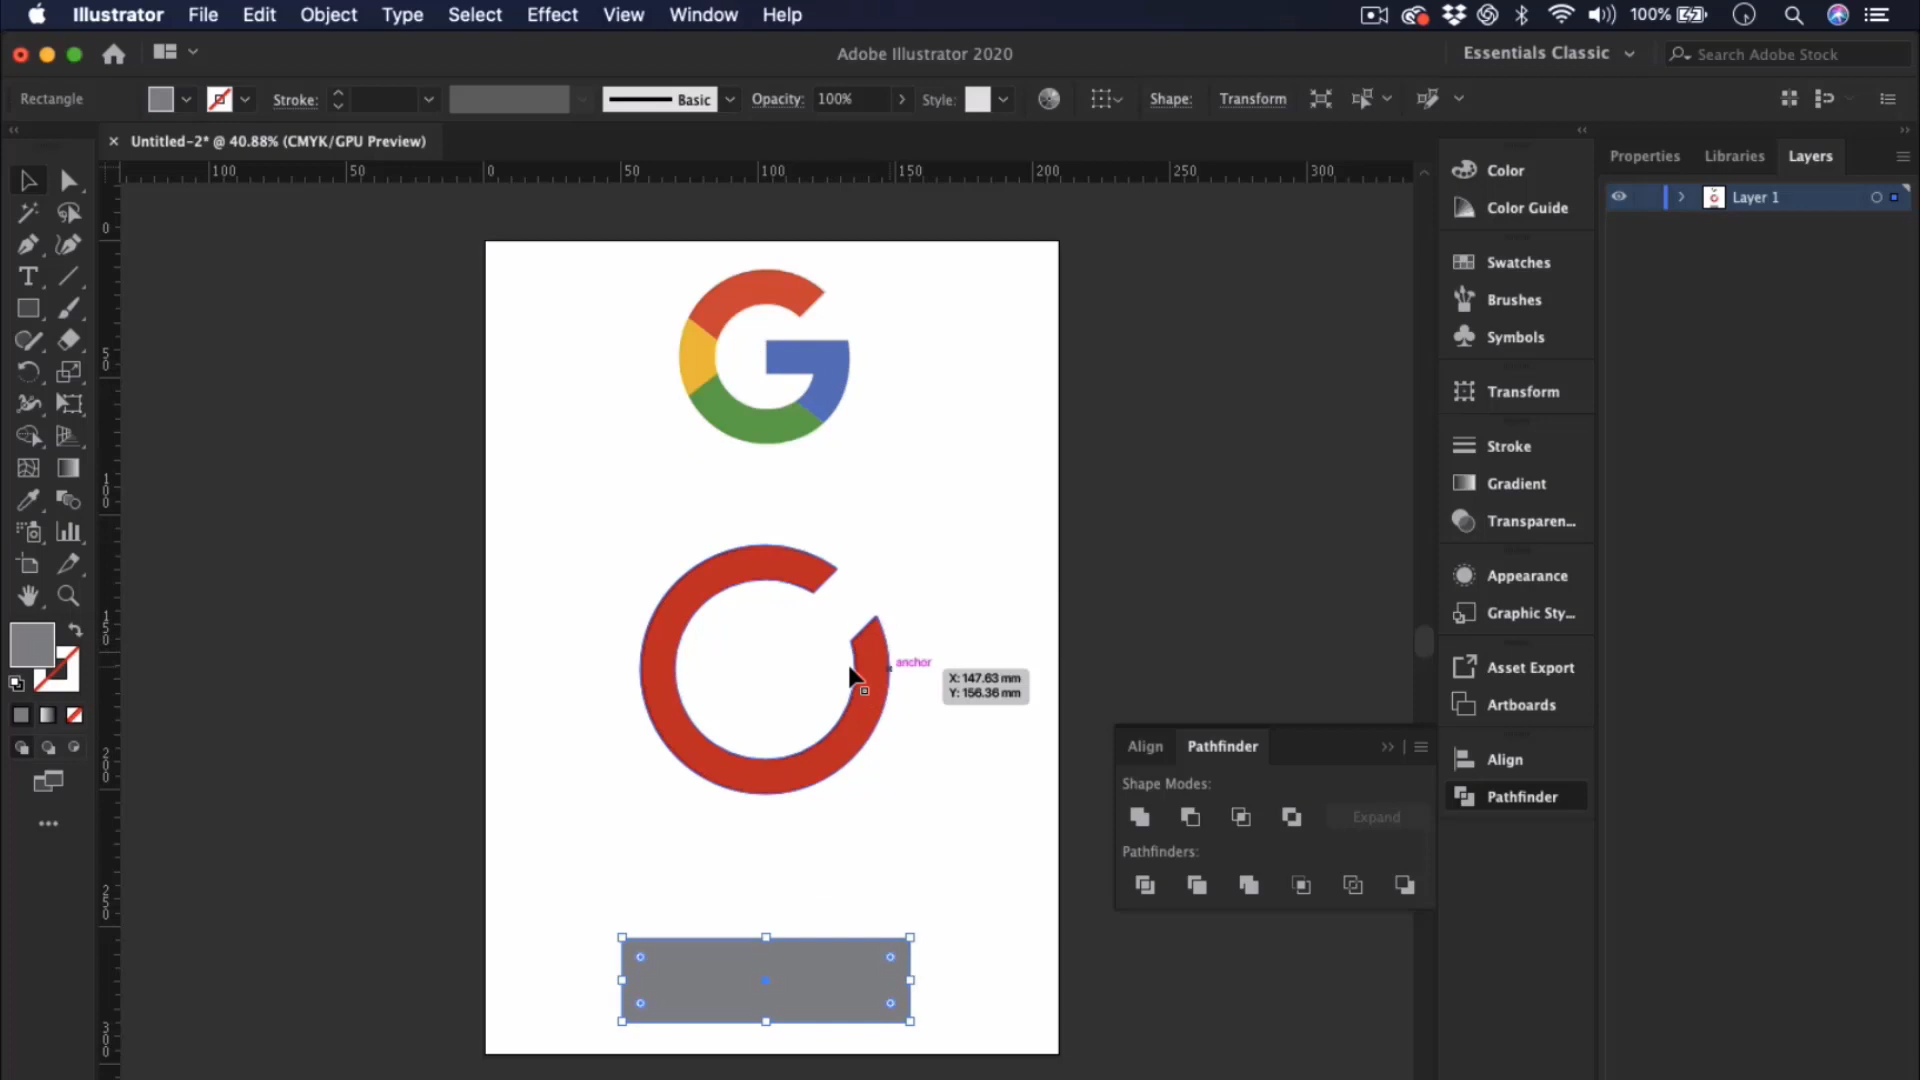 Illustrator File Edit Object Type Select Effect View Window Help
100%
Adobe Illustrator 2020
Essentials Classic
Search Adobe Stock
Rectangle
Stroke:
Basic
Opacity: 100%
Style:
Shape:
Transform
Untitled-2* @ 40.88% (CMYK/GPU Preview)
100 50 0 50 100 150 200 250 300
0
50
100
150
200
250
300
G
anchor
X: 147.63 mm
Y: 156.36 mm
Align Pathfinder
Shape Modes:
Expand
Pathfinders:
Color
Color Guide
Swatches
Brushes
Symbols
Transform
Stroke
Gradient
Transparen...
Appearance
Graphic Sty...
Asset Export
Artboards
Align
Pathfinder
Properties Libraries Layers
Layer 1